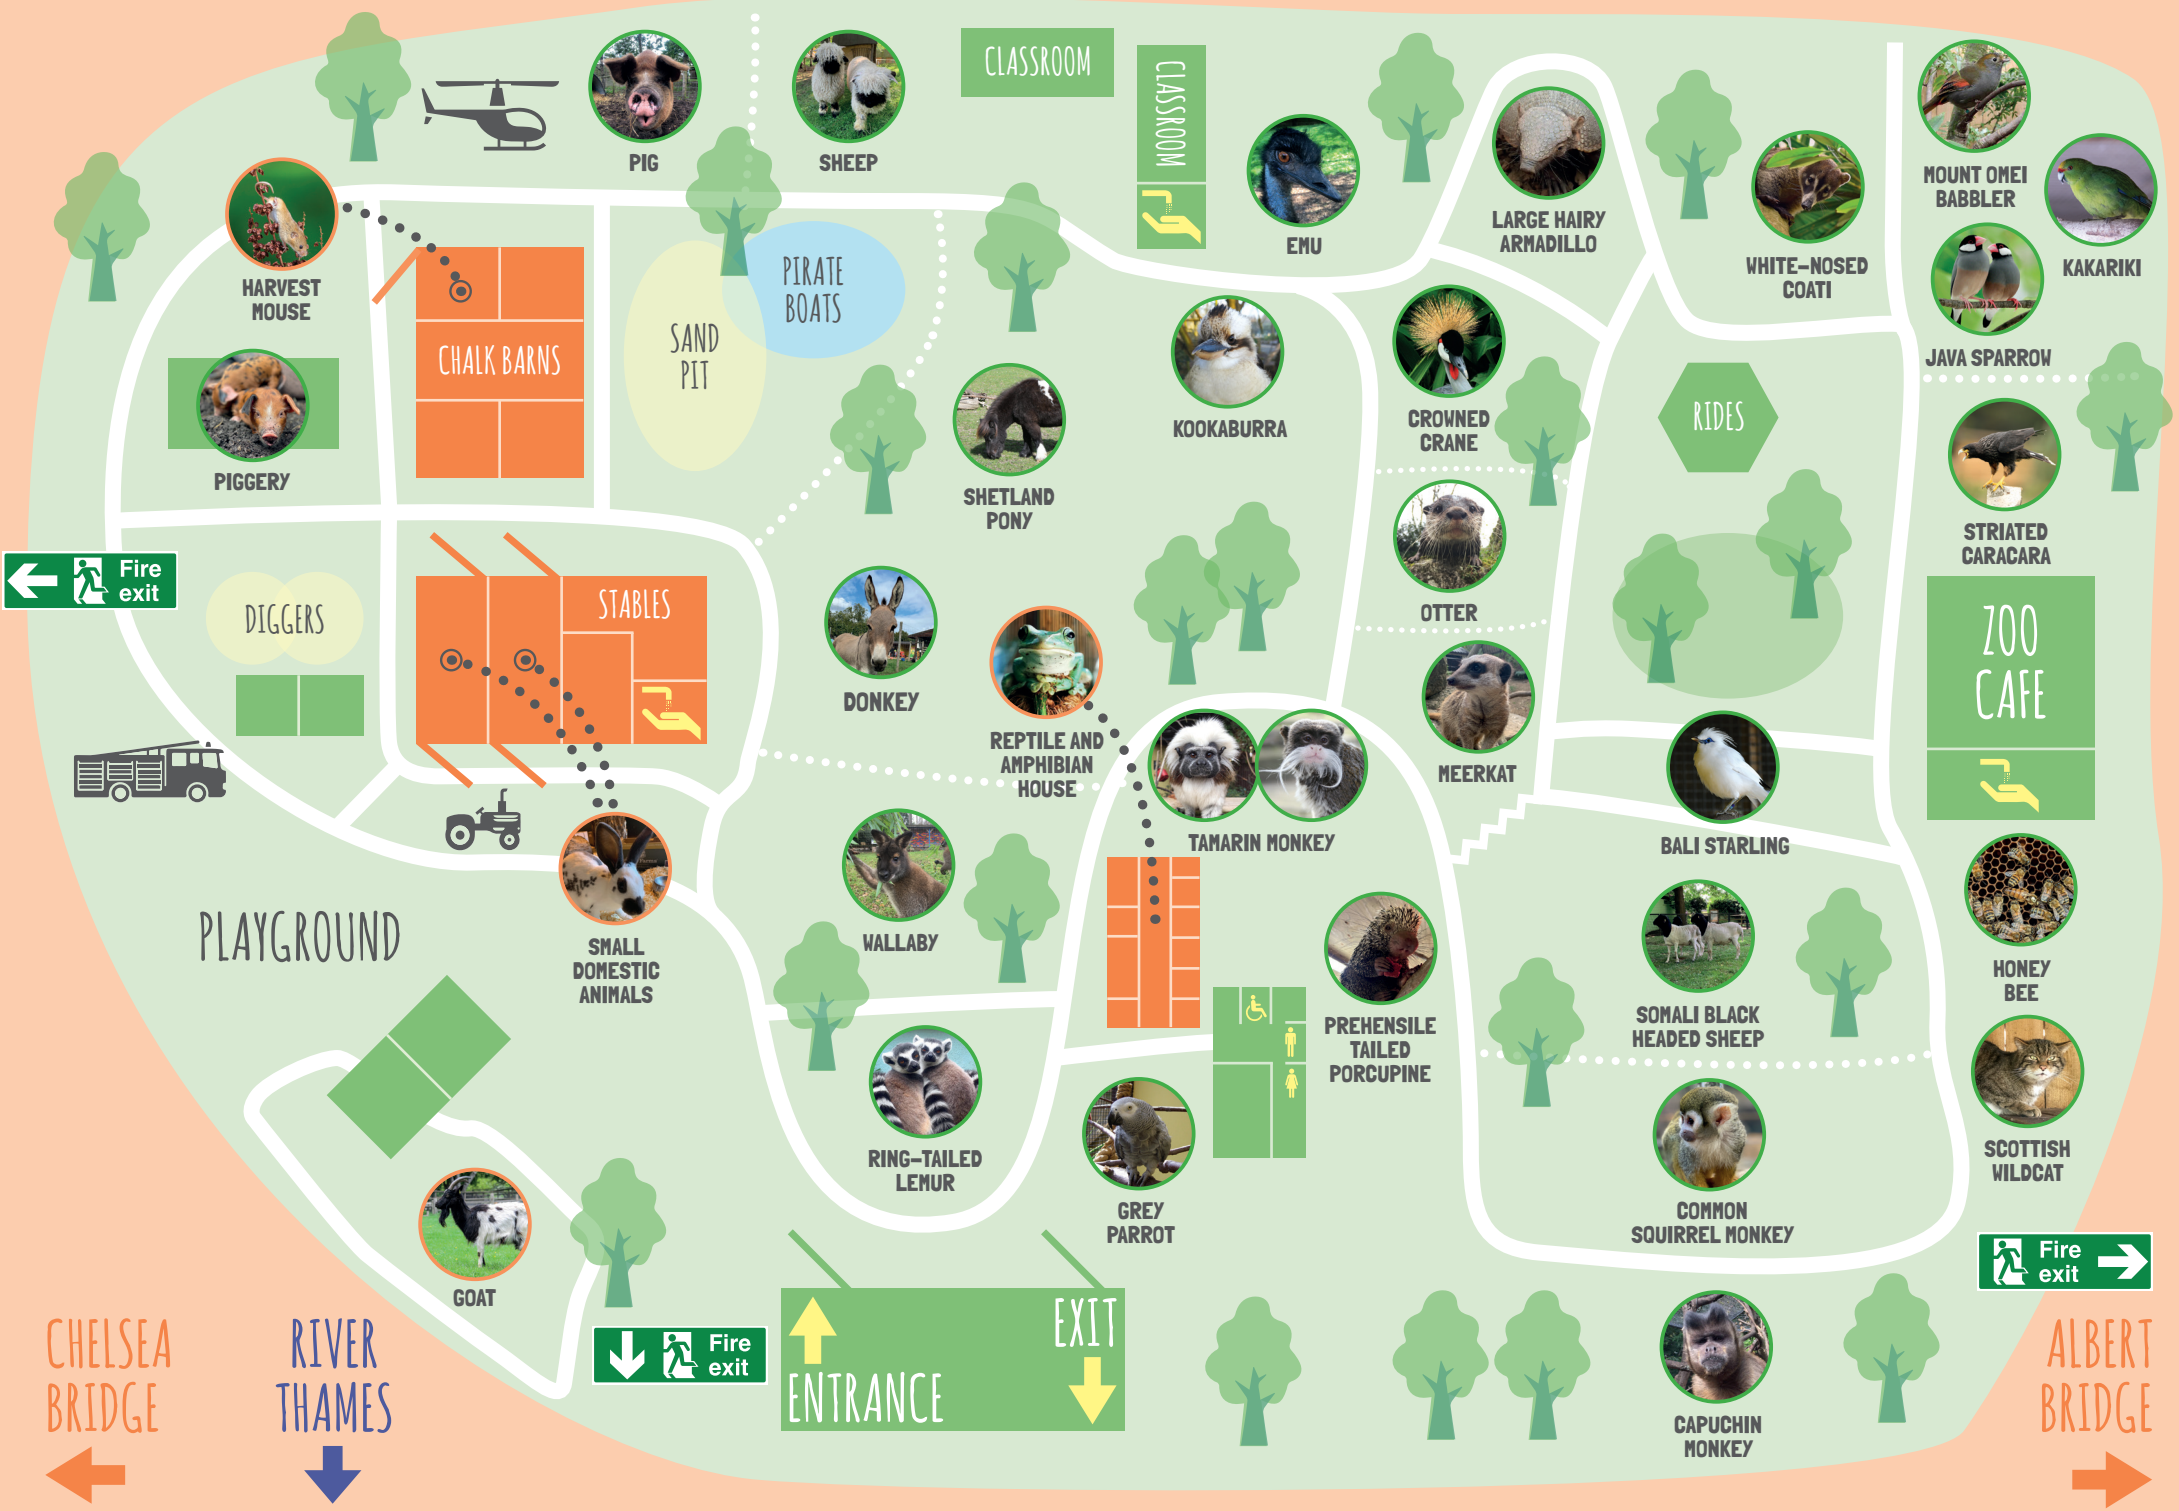 CLASSROOM
CLASSROOM
PIG
SHEEP
EMU
LARGE HAIRY
ARMADILLO
WHITE-NOSED
COATI
MOUNT OMEI
BABBLER
KAKARIKI
JAVA SPARROW
HARVEST
MOUSE
PIRATE
BOATS
SAND
PIT
CHALK BARNS
PIGGERY
SHETLAND
PONY
KOOKABURRA
CROWNED
CRANE
RIDES
STRIATED
CARACARA
OTTER
Fire
exit
DIGGERS
STABLES
DONKEY
REPTILE AND
AMPHIBIAN
HOUSE
MEERKAT
ZOO
CAFE
TAMARIN MONKEY
BALI STARLING
PLAYGROUND
SMALL
DOMESTIC
ANIMALS
WALLABY
PREHENSILE
TAILED
PORCUPINE
SOMALI BLACK
HEADED SHEEP
HONEY
BEE
RING-TAILED
LEMUR
GREY
PARROT
COMMON
SQUIRREL MONKEY
SCOTTISH
WILDCAT
GOAT
Fire
exit
Fire
exit
ENTRANCE
EXIT
CAPUCHIN
MONKEY
CHELSEA
BRIDGE
RIVER
THAMES
ALBERT
BRIDGE